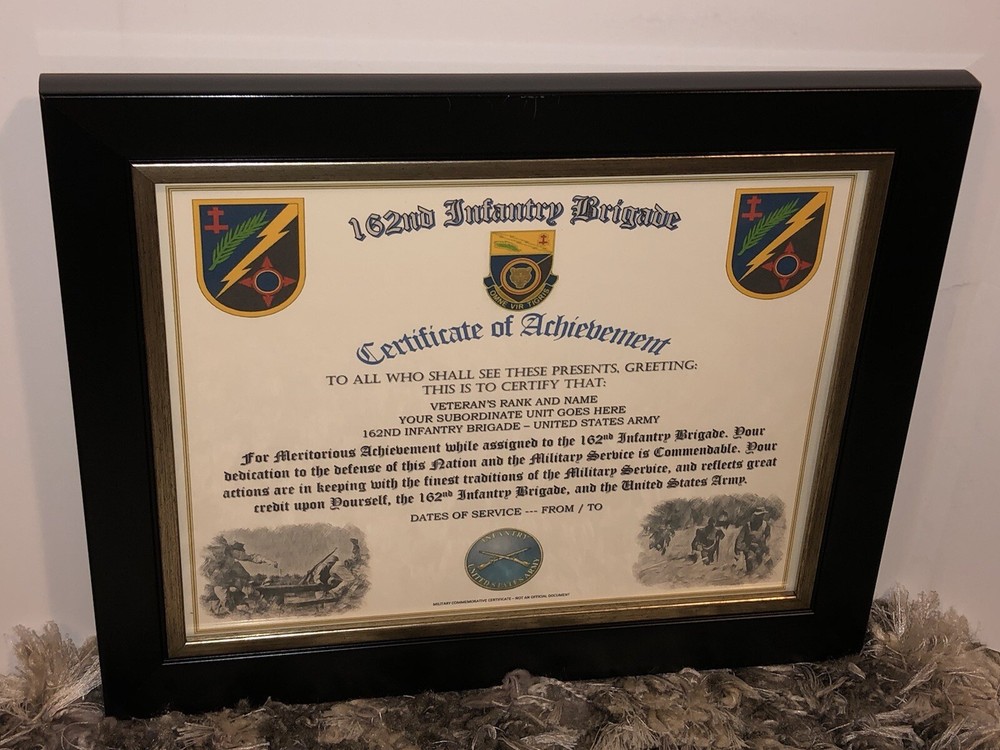 162nd Infantry Brigade
OMNE VIR TIGRIS
Certificate of Achievement
TO ALL WHO SHALL SEE THESE PRESENTS, GREETING:
THIS IS TO CERTIFY THAT:
VETERAN'S RANK AND NAME
YOUR SUBORDINATE UNIT GOES HERE
162ND INFANTRY BRIGADE – UNITED STATES ARMY
For Meritorious Achievement while assigned to the 162nd Infantry Brigade. Your
dedication to the defense of this Nation and the Military Service is Commendable. Your
actions are in keeping with the finest traditions of the Military Service, and reflects great
credit upon Yourself, the 162nd Infantry Brigade, and the United States Army.
DATES OF SERVICE --- FROM / TO
INFANTRY
UNITED STATES ARMY
MILITARY COMMEMORATIVE CERTIFICATE – NOT AN OFFICIAL DOCUMENT